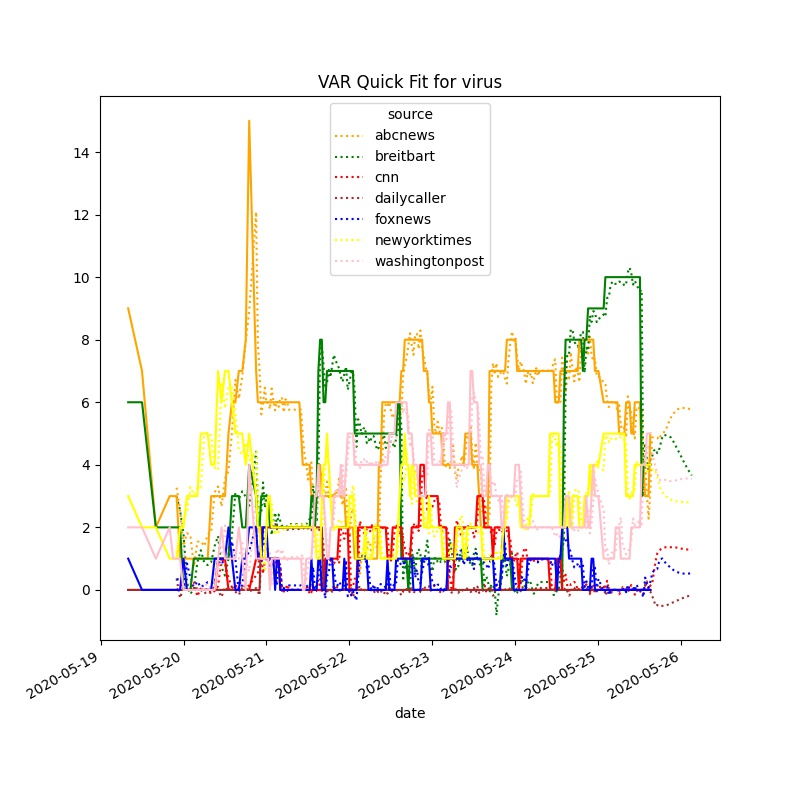 VAR Quick Fit for virus
source
abcnews
breitbart
cnn
dailycaller
foxnews
newyorktimes
washingtonpost
14
12
10
8
6
4
2
0
2020-05-19
2020-05-20
2020-05-21
2020-05-22
2020-05-23
2020-05-24
2020-05-25
2020-05-26
date